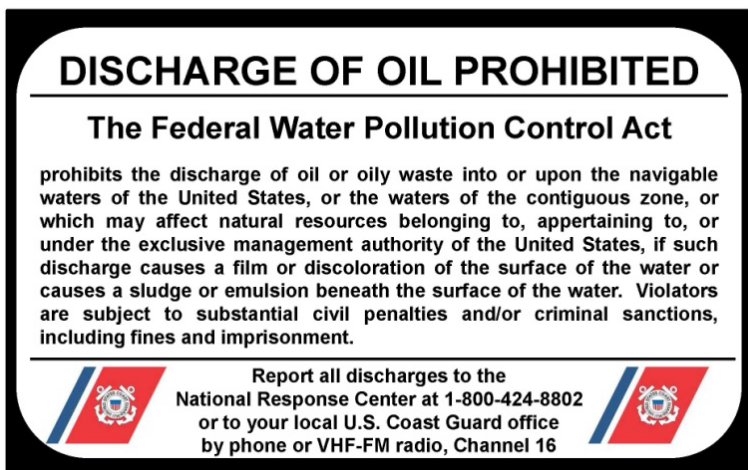 DISCHARGE OF OIL PROHIBITED
The Federal Water Pollution Control Act
prohibits the discharge of oil or oily waste into or upon the navigable
waters of the United States, or the waters of the contiguous zone, or
which may affect natural resources belonging to, appertaining to, or
under the exclusive management authority of the United States, if such
discharge causes a film or discoloration of the surface of the water or
causes a sludge or emulsion beneath the surface of the water. Violators
are subject to substantial civil penalties and/or criminal sanctions,
including fines and imprisonment.
Report all discharges to the
National Response Center at 1-800-424-8802
or to your local U.S. Coast Guard office
by phone or VHF-FM radio, Channel 16